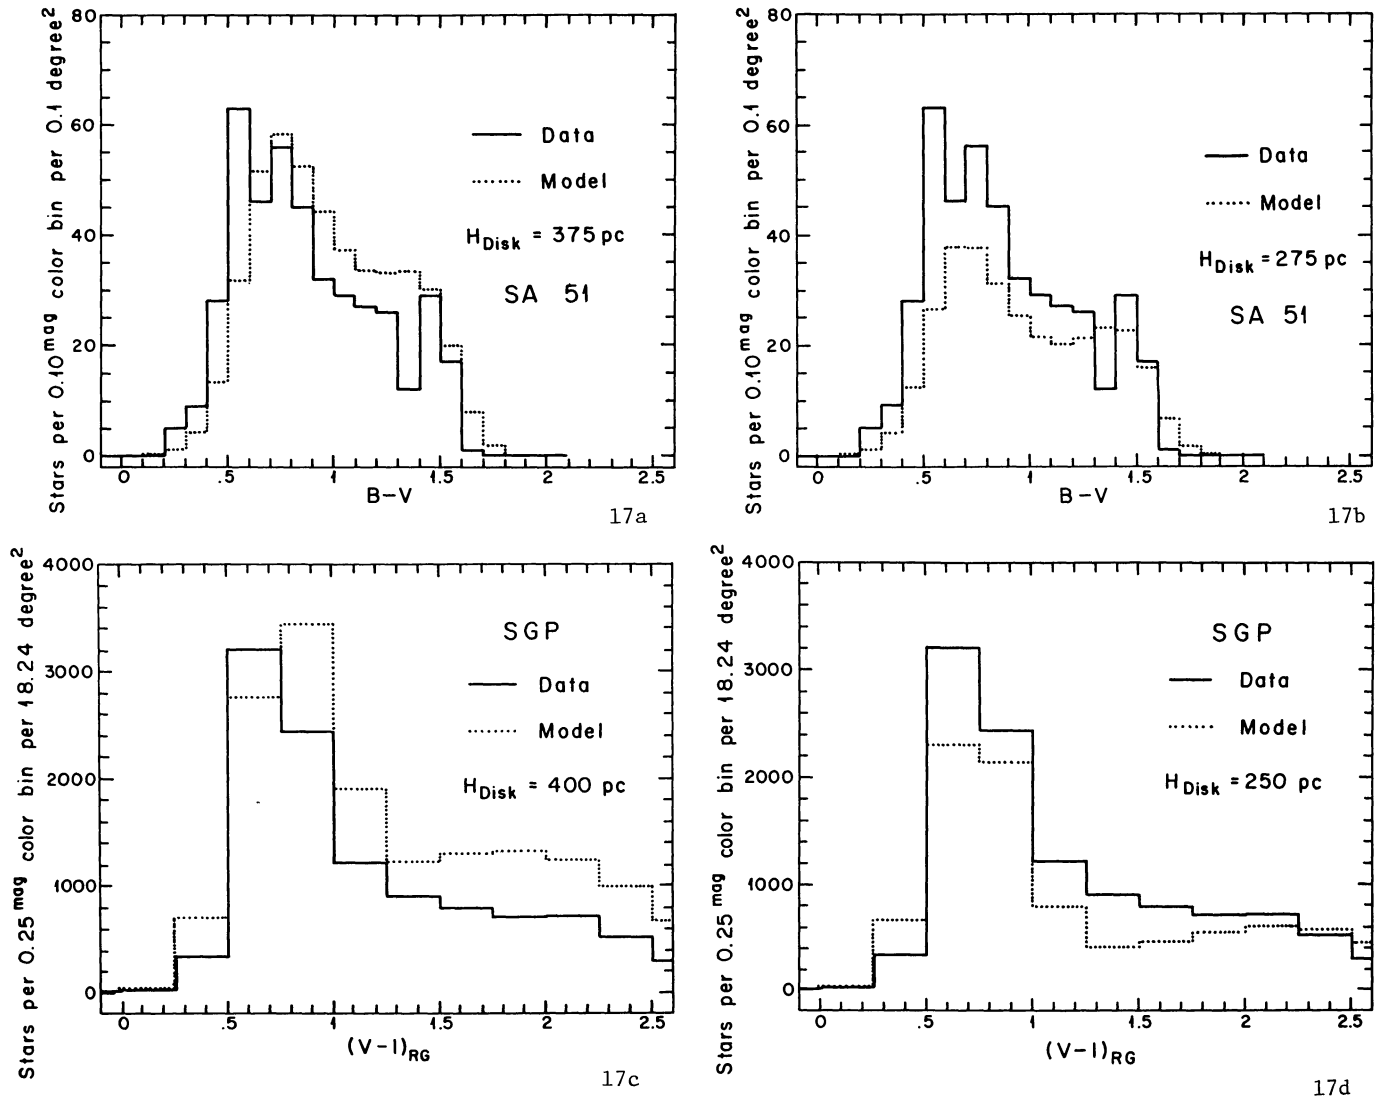 Stars per 0.10 mag color bin per 0.1 degree2
80
60
40
20
0
Data
Model
HDisk = 375 pc
SA 51
0 .5 1 1.5 2 2.5
B-V
17a
Stars per 0.10 mag color bin per 0.1 degree2
80
60
40
20
0
Data
Model
HDisk = 275 pc
SA 51
0 .5 1 1.5 2 2.5
B-V
17b
Stars per 0.25 mag color bin per 18.24 degree2
4000
3000
2000
1000
0
SGP
Data
Model
HDisk = 400 pc
0 .5 1 1.5 2 2.5
(V-I)RG
17c
Stars per 0.25 mag color bin per 18.24 degree2
4000
3000
2000
1000
0
SGP
Data
Model
HDisk = 250 pc
0 .5 1 1.5 2 2.5
(V-I)RG
17d